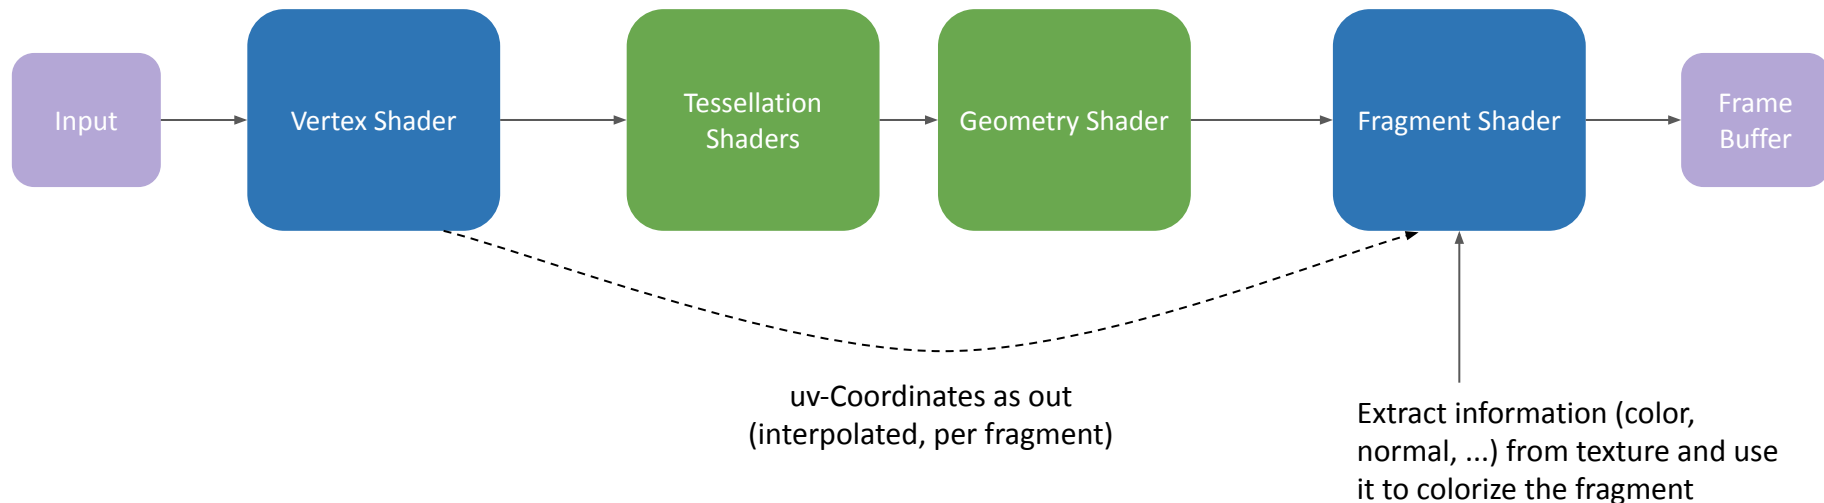 Input
Vertex Shader
Tessellation
Shaders
Geometry Shader
Fragment Shader
Frame
Buffer
uv-Coordinates as out
(interpolated, per fragment)
Extract information (color,
normal, ...) from texture and use
it to colorize the fragment